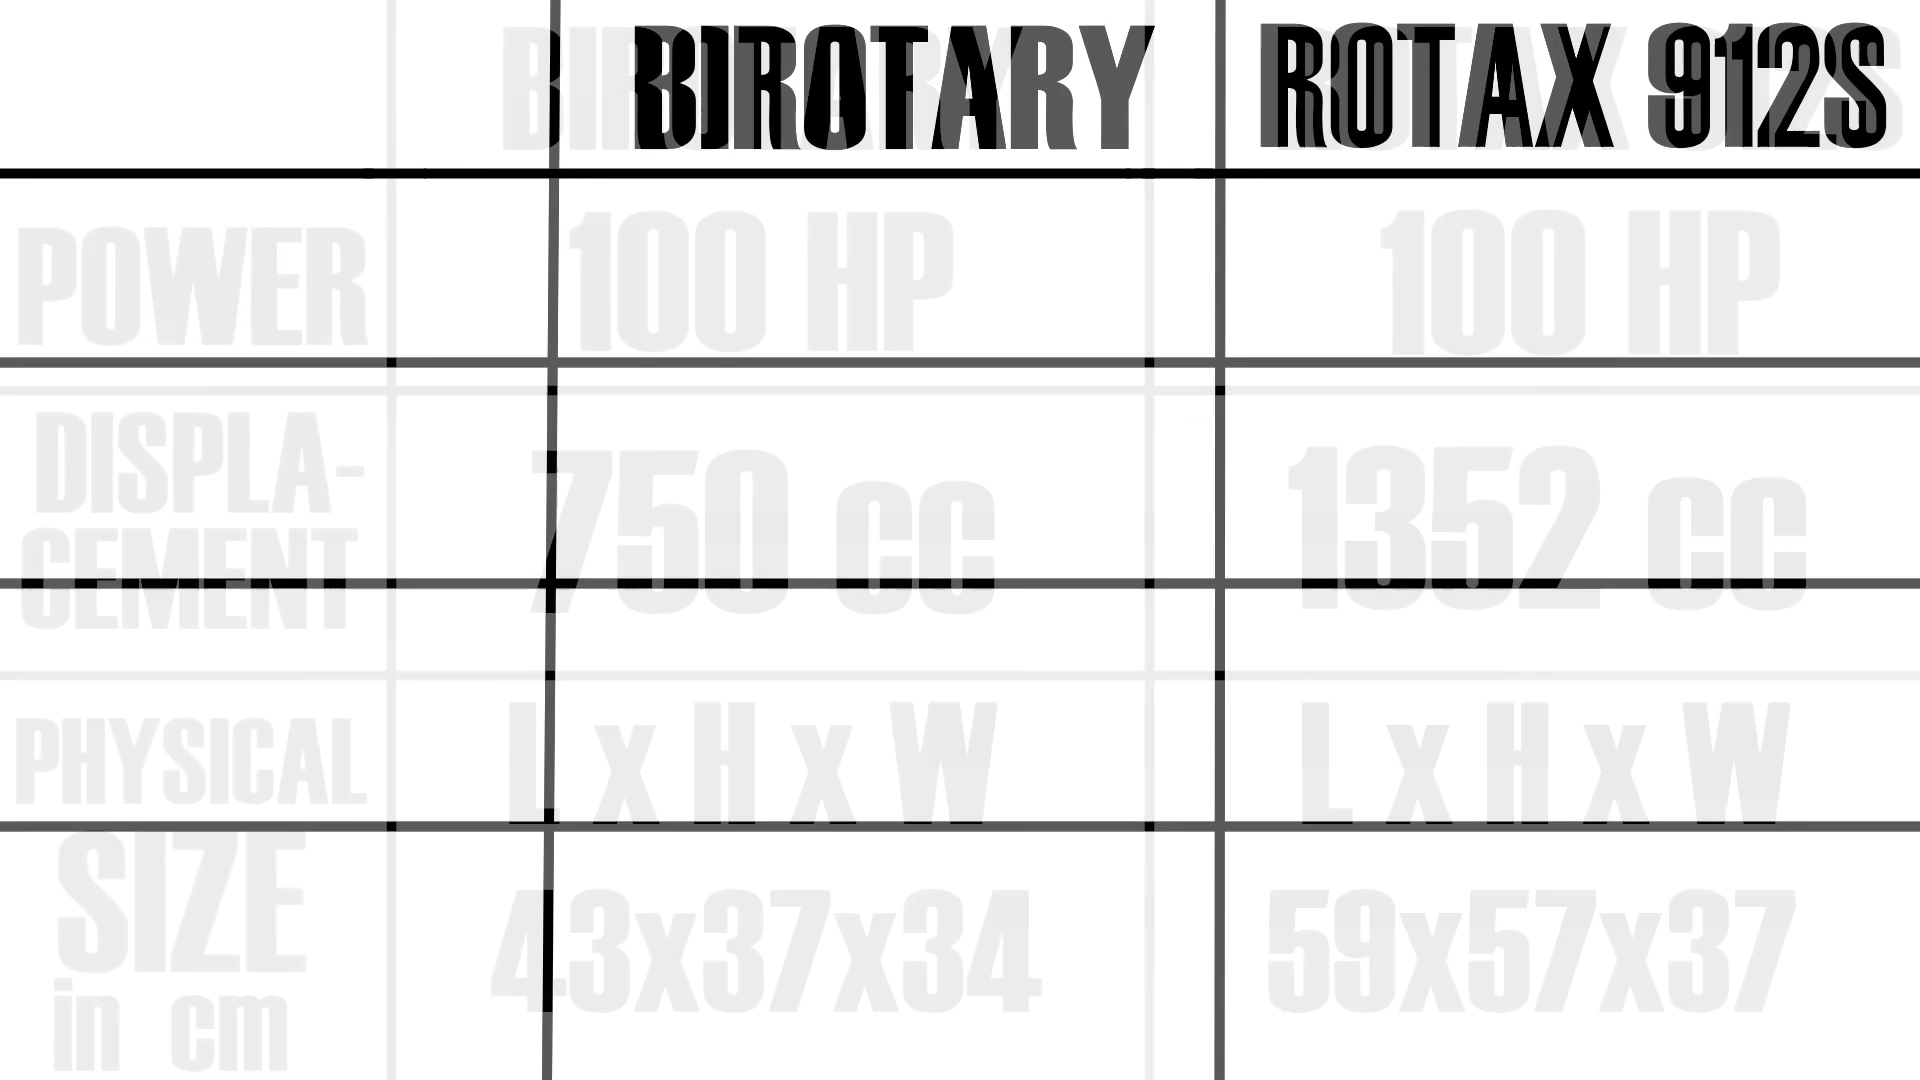 BIROTARY ROTAX 912S
POWER 100 HP 100 HP
DISPLA-
CEMENT 750 cc 1352 cc
PHYSICAL L x H x W L x H x W
SIZE
in cm 43x37x34 59x57x37